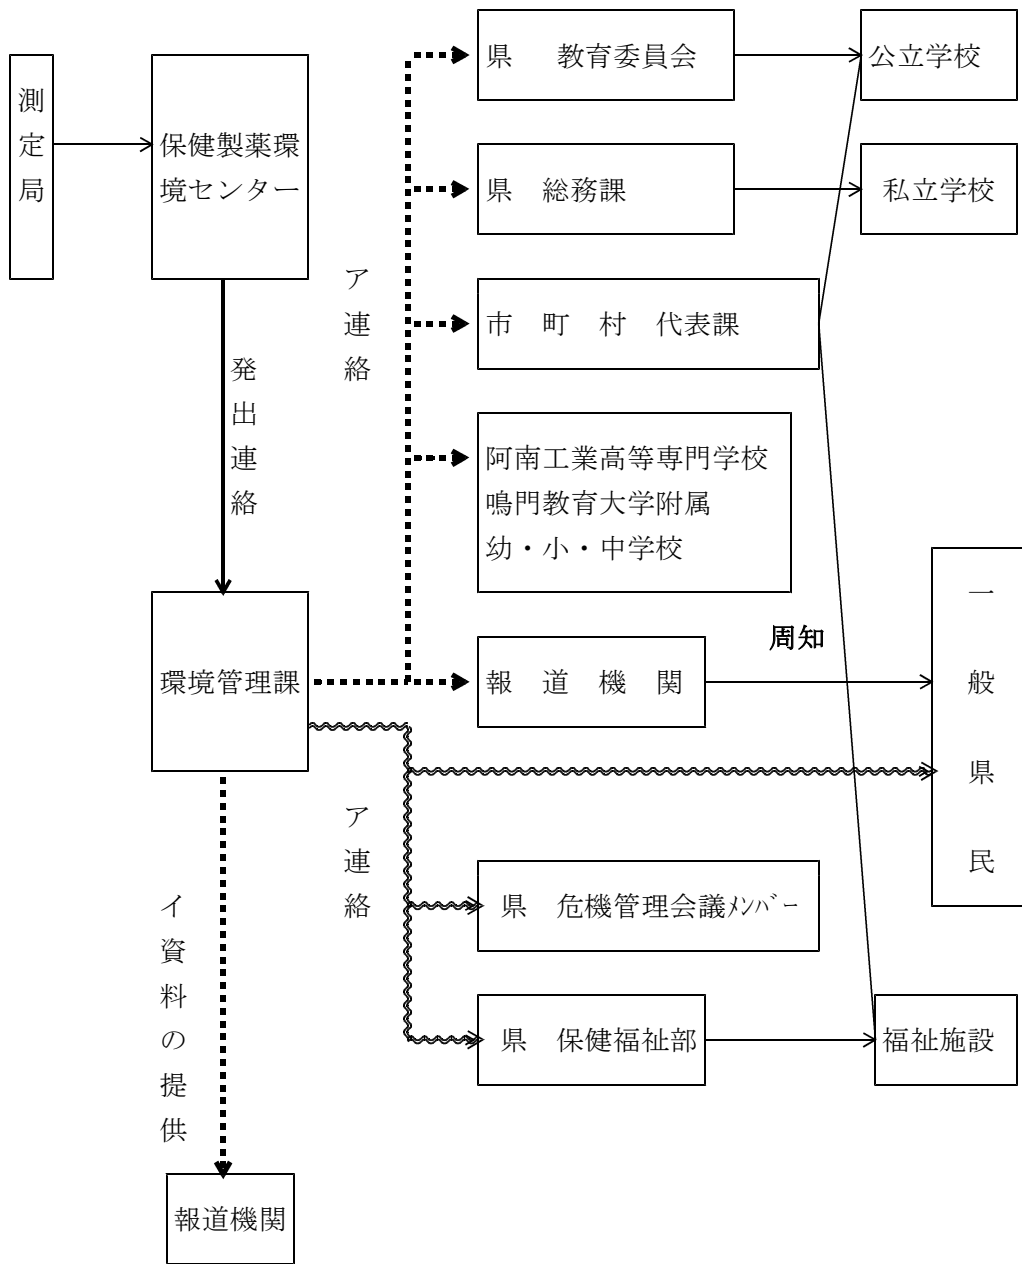 県　教育委員会
公立学校
測定局
保健製薬環
境センター
県　総務課
私立学校
ア連絡
市　町　村　代表課
発出連絡
阿南工業高等専門学校
鳴門教育大学附属
幼・小・中学校
周知
一般県民
環境管理課
報　道　機　関
ア連絡
県　危機管理会議ﾒﾝﾊﾞｰ
イ資料の提供
県　保健福祉部
福祉施設
報道機関